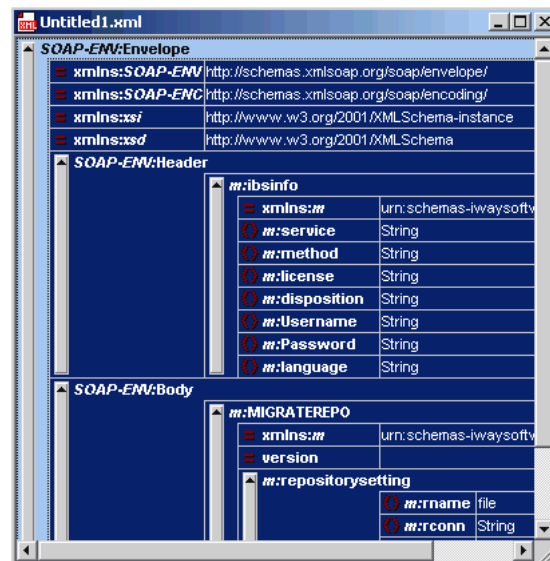 Untitled1.xml
SOAP-ENV:Envelope
= xmlns:SOAP-ENV http://schemas.xmlsoap.org/soap/envelope/
= xmlns:SOAP-ENC http://schemas.xmlsoap.org/soap/encoding/
= xmlns:xsi http://www.w3.org/2001/XMLSchema-instance
= xmlns:xsd http://www.w3.org/2001/XMLSchema
SOAP-ENV:Header
m:ibsinfo
= xmlns:m urn:schemas-iwaysoftw
() m:service String
() m:method String
() m:license String
() m:disposition String
() m:Username String
() m:Password String
() m:language String
SOAP-ENV:Body
m:MIGRATEREPO
= xmlns:m urn:schemas-iwaysoftw
= version
m:repositorysetting
() m:rname file
() m:rconn String